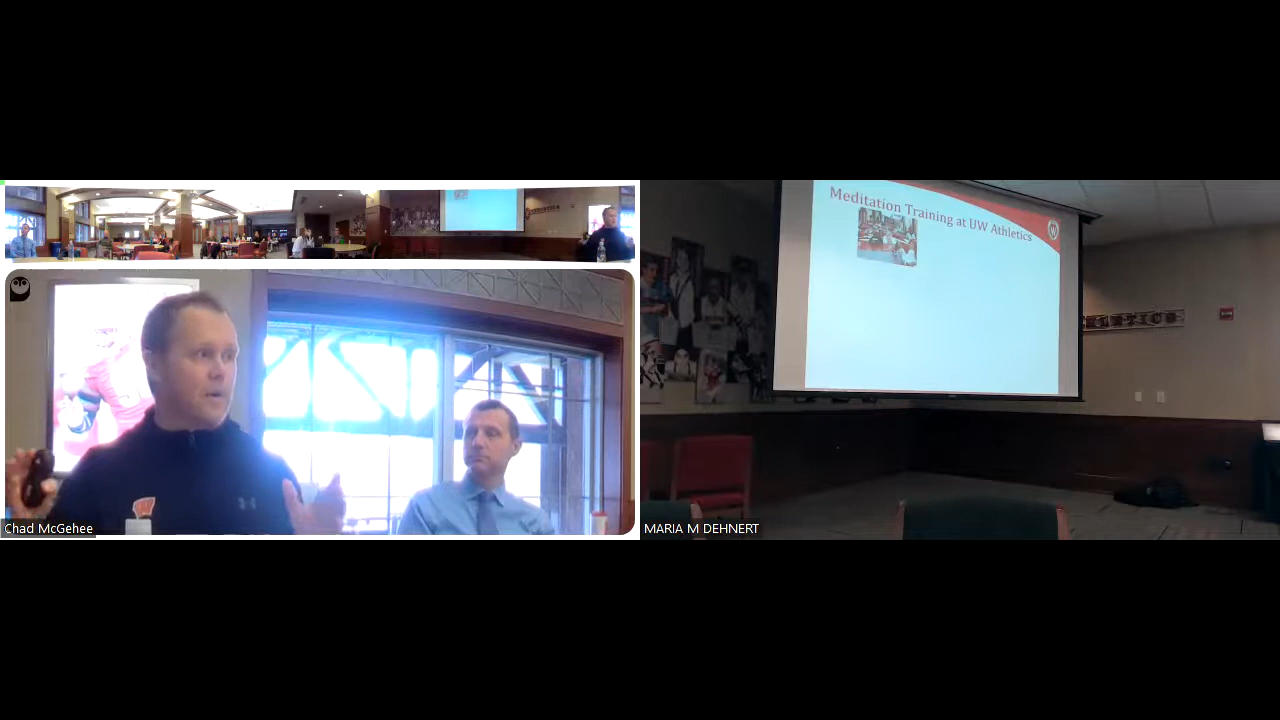 Meditation Training at UW Athletics
W
W
Chad McGehee
MARIA M DEHNERT